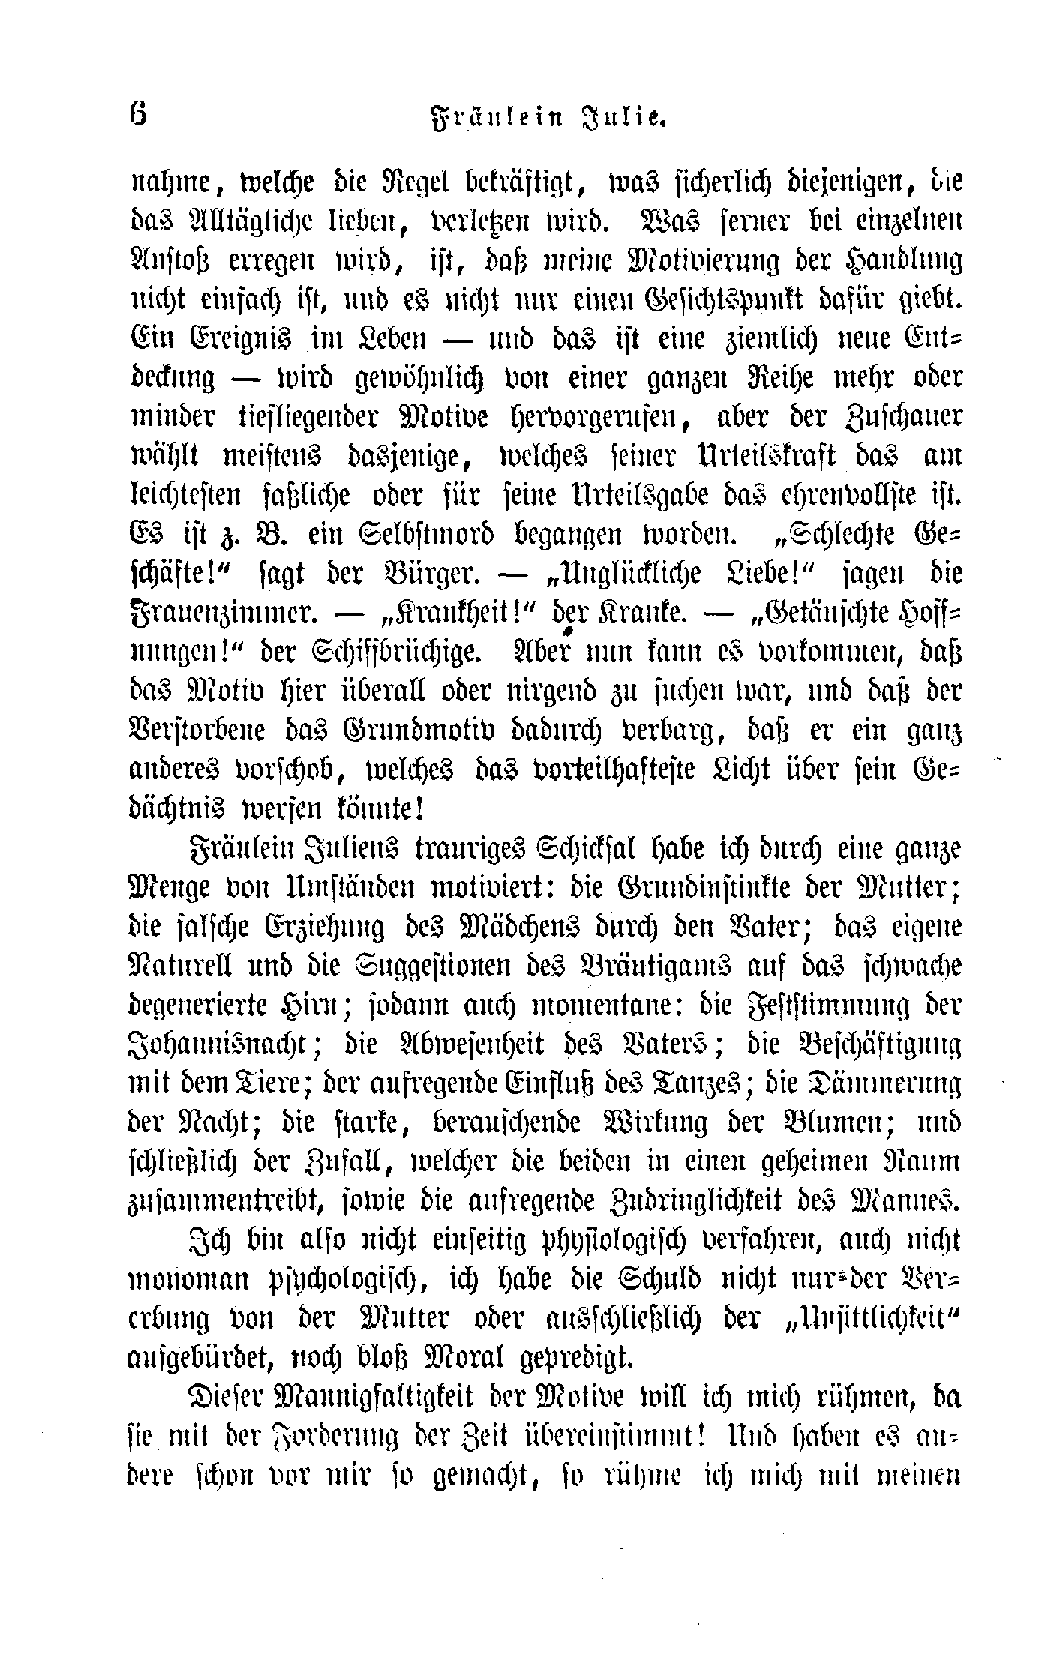 6 Fräulein Julie.
nahme, welche die Regel bekräftigt, was sicherlich diejenigen, die
das Alltägliche lieben, verletzen wird. Was ferner bei einzelnen
Anstoß erregen wird, ist, daß meine Motivierung der Handlung
nicht einfach ist, und es nicht nur einen Gesichtspunkt dafür giebt.
Ein Ereignis im Leben — und das ist eine ziemlich neue Ent-
deckung — wird gewöhnlich von einer ganzen Reihe mehr oder
minder tiefliegender Motive hervorgerufen, aber der Zuschauer
wählt meistens dasjenige, welches seiner Urteilskraft das am
leichtesten faßliche oder für seine Urteilsgabe das ehrenvollste ist.
Es ist z. B. ein Selbstmord begangen worden. „Schlechte Ge-
schäfte!" sagt der Bürger. — „Unglückliche Liebe!" sagen die
Frauenzimmer. — „Krankheit!" der Kranke. — „Getäuschte Hoff-
nungen!" der Schiffbrüchige. Aber nun kann es vorkommen, daß
das Motiv hier überall oder nirgend zu suchen war, und daß der
Verstorbene das Grundmotiv dadurch verbarg, daß er ein ganz
anderes vorschob, welches das vorteilhafteste Licht über sein Ge-
dächtnis werfen könnte!
Fräulein Juliens trauriges Schicksal habe ich durch eine ganze
Menge von Umständen motiviert: die Grundinstinkte der Mutter;
die falsche Erziehung des Mädchens durch den Vater; das eigene
Naturell und die Suggestionen des Bräutigams auf das schwache
degenerierte Hirn; sodann auch momentane: die Feststimmung der
Johannisnacht; die Abwesenheit des Vaters; die Beschäftigung
mit dem Tiere; der aufregende Einfluß des Tanzes; die Dämmerung
der Nacht; die starke, berauschende Wirkung der Blumen; und
schließlich der Zufall, welcher die beiden in einen geheimen Raum
zusammentreibt, sowie die aufregende Zudringlichkeit des Mannes.
Ich bin also nicht einseitig physiologisch verfahren, auch nicht
monoman psychologisch, ich habe die Schuld nicht nur der Ver-
erbung von der Mutter oder ausschließlich der „Unsittlichkeit"
aufgebürdet, noch bloß Moral gepredigt.
Dieser Mannigfaltigkeit der Motive will ich mich rühmen, da
sie mit der Forderung der Zeit übereinstimmt! Und haben es an-
dere schon vor mir so gemacht, so rühme ich mich mit meinen